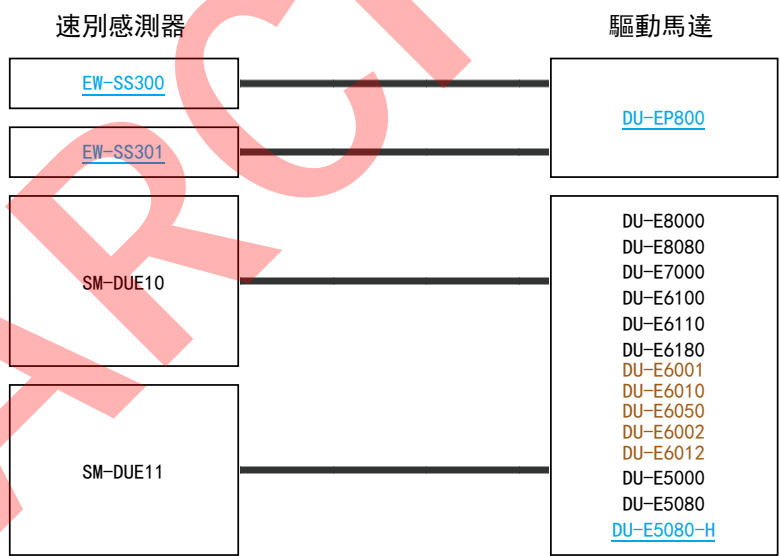 速別感測器
驅動馬達
EW-SS300
DU-EP800
EW-SS301
SM-DUE10
DU-E8000
DU-E8080
DU-E7000
DU-E6100
DU-E6110
DU-E6180
DU-E6001
DU-E6010
DU-E6050
DU-E6002
DU-E6012
SM-DUE11
DU-E5000
DU-E5080
DU-E5080-H